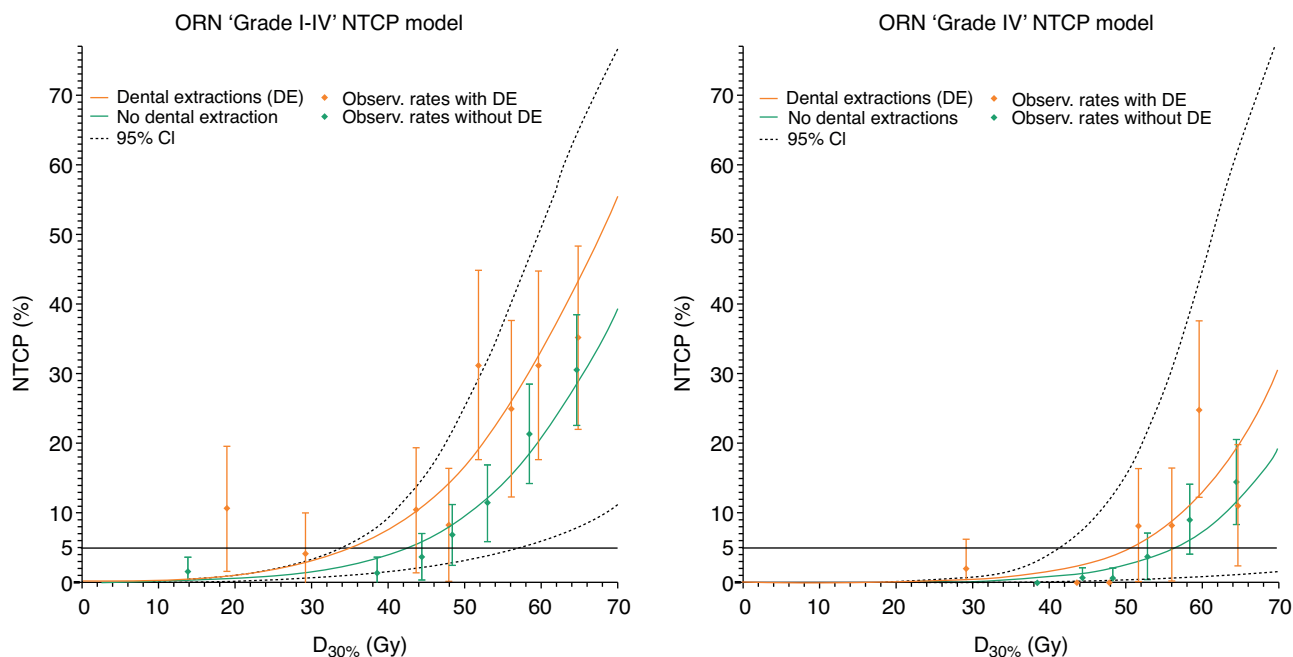 ORN ‘Grade I-IV’ NTCP model
Dental extractions (DE)
No dental extraction
95% CI
Observ. rates with DE
Observ. rates without DE
NTCP (%)
70
60
50
40
30
20
10
5
0
0 10 20 30 40 50 60 70
D30% (Gy)
ORN ‘Grade IV’ NTCP model
Dental extractions (DE)
No dental extractions
95% CI
Observ. rates with DE
Observ. rates without DE
NTCP (%)
70
60
50
40
30
20
10
5
0
0 10 20 30 40 50 60 70
D30% (Gy)